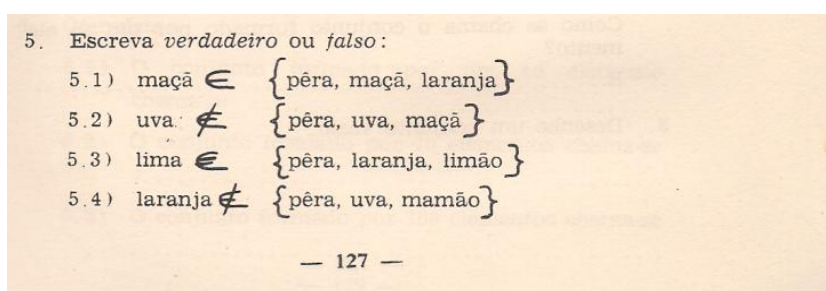 5. Escreva verdadeiro ou falso:
5.1) maçã ∈ {pêra, maçã, laranja}
5.2) uva ∉ {pêra, uva, maçã}
5.3) lima ∈ {pêra, laranja, limão}
5.4) laranja ∉ {pêra, uva, mamão}
— 127 —